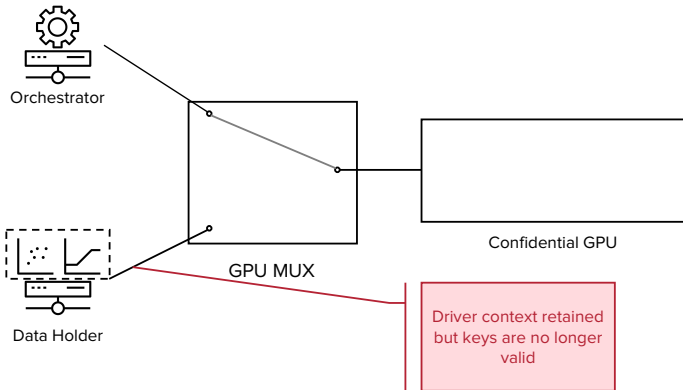 Orchestrator
Confidential GPU
GPU MUX
Data Holder
Driver context retained
but keys are no longer
valid